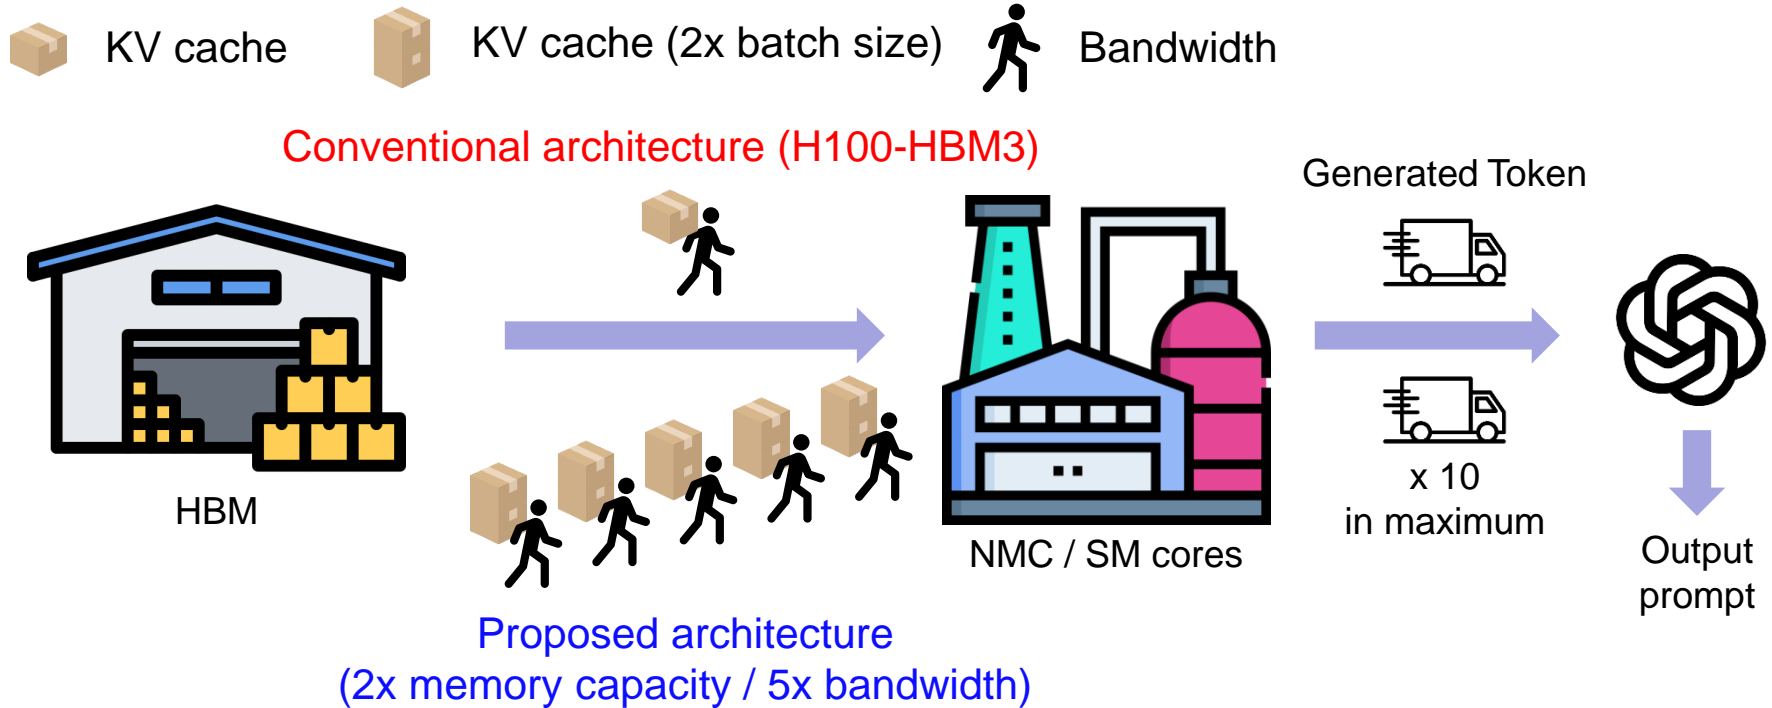 KV cache
KV cache (2x batch size)
Bandwidth
Conventional architecture (H100-HBM3)
Generated Token
HBM
NMC / SM cores
x 10
in maximum
Output
prompt
Proposed architecture
(2x memory capacity / 5x bandwidth)